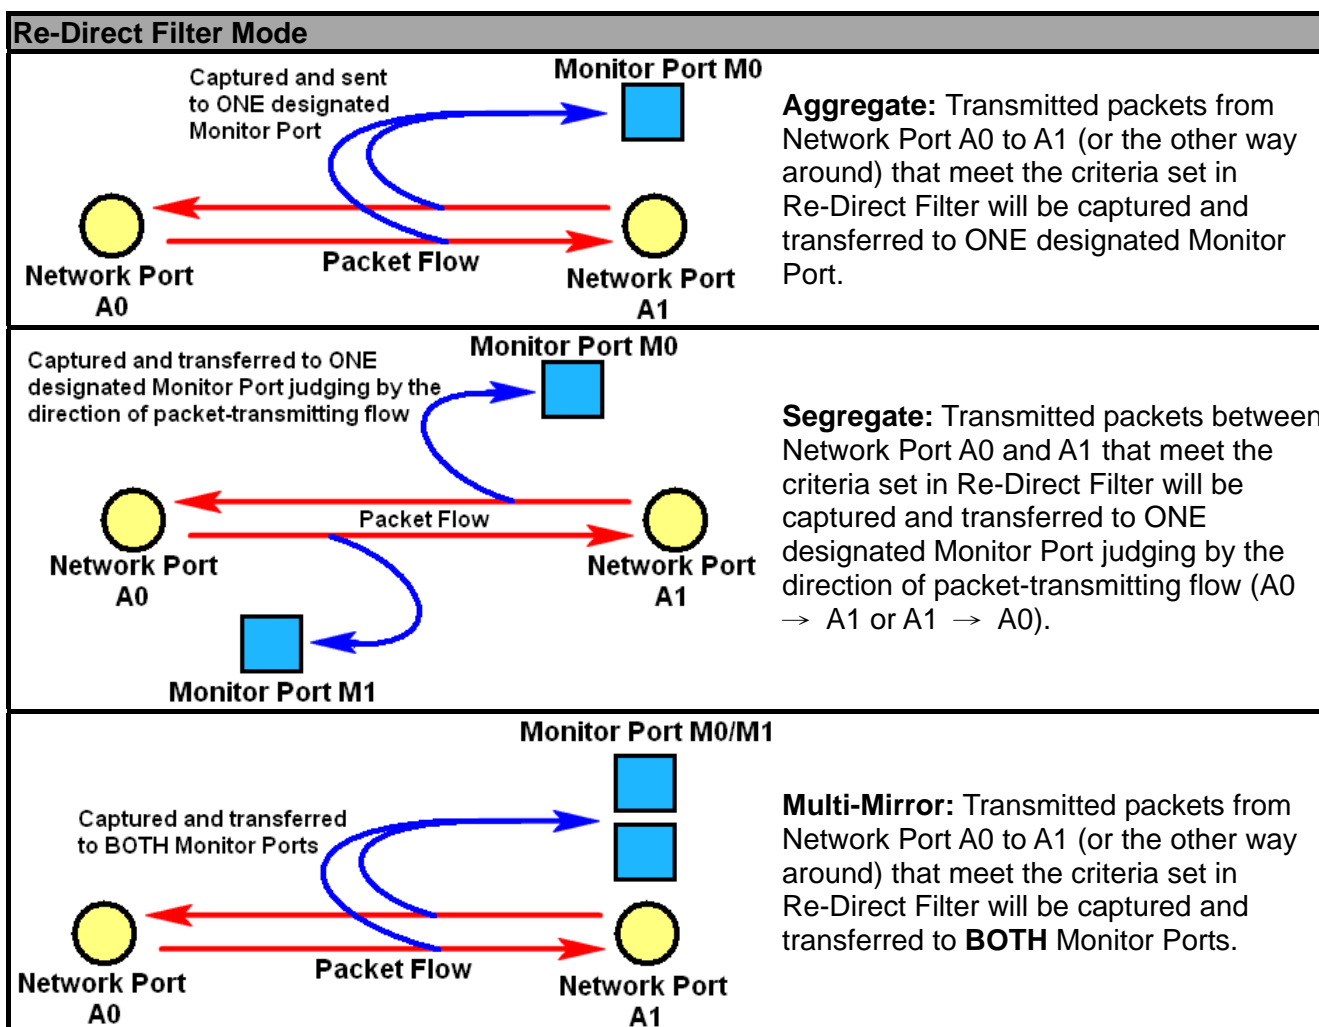 Re-Direct Filter Mode
Captured and sent
to ONE designated
Monitor Port
Monitor Port M0
Network Port
A0
Packet Flow
Network Port
A1
Aggregate: Transmitted packets from
Network Port A0 to A1 (or the other way
around) that meet the criteria set in
Re-Direct Filter will be captured and
transferred to ONE designated Monitor
Port.
Captured and transferred to ONE
designated Monitor Port judging by the
direction of packet-transmitting flow
Monitor Port M0
Packet Flow
Network Port
A0
Network Port
A1
Monitor Port M1
Segregate: Transmitted packets between
Network Port A0 and A1 that meet the
criteria set in Re-Direct Filter will be
captured and transferred to ONE
designated Monitor Port judging by the
direction of packet-transmitting flow (A0
→ A1 or A1 → A0).
Monitor Port M0/M1
Captured and transferred
to BOTH Monitor Ports
Network Port
A0
Packet Flow
Network Port
A1
Multi-Mirror: Transmitted packets from
Network Port A0 to A1 (or the other way
around) that meet the criteria set in
Re-Direct Filter will be captured and
transferred to BOTH Monitor Ports.